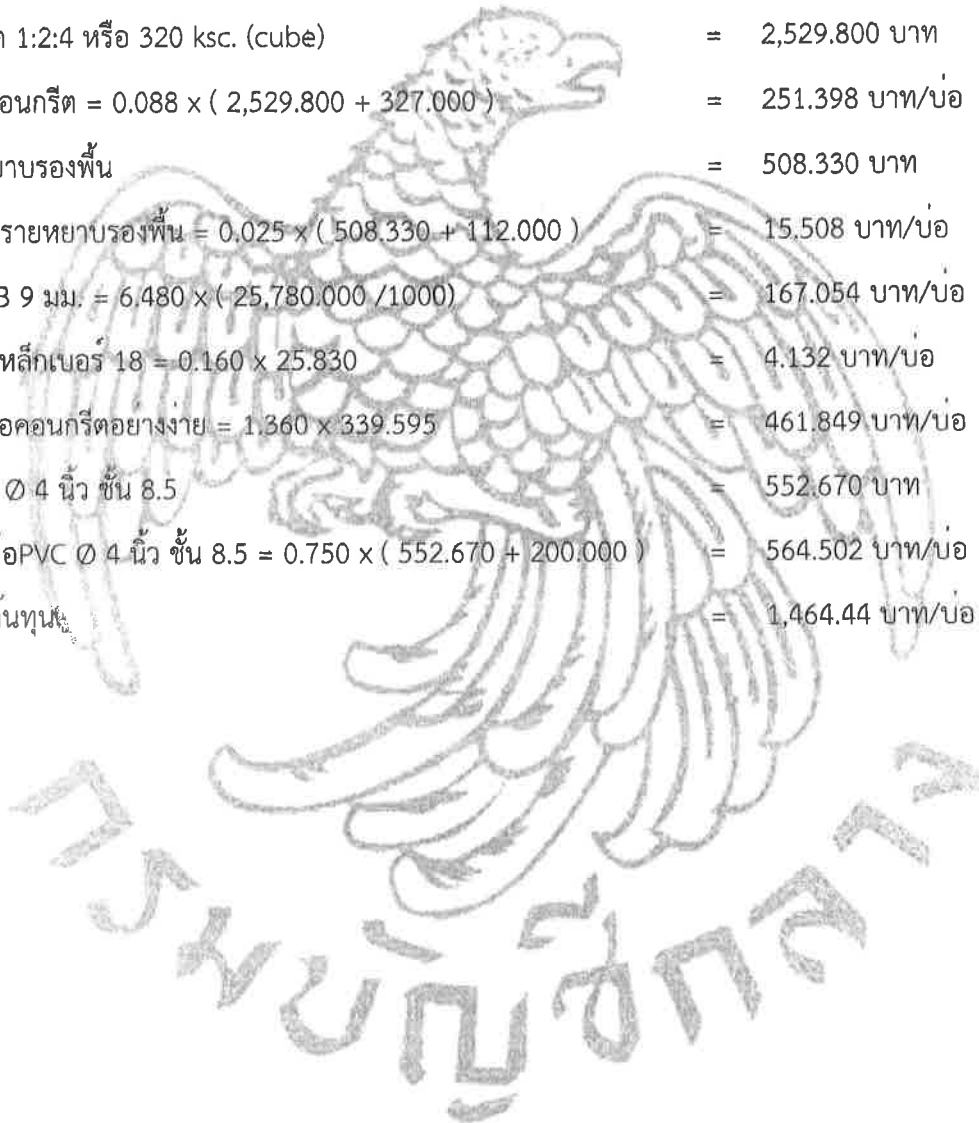 1:2:4 หรือ 320 ksc. (cube) = 2,529.800 บาท
อนกรีต = 0.088 x ( 2,529.800 + 327.000 ) = 251.398 บาท/บ่อ
ยาบรองพื้น = 508.330 บาท
รายหยาบรองพื้น = 0.025 x ( 508.330 + 112.000 ) = 15.508 บาท/บ่อ
9 มม. = 6.480 x ( 25,780.000 /1000) = 167.054 บาท/บ่อ
หล็กเบอร์ 18 = 0.160 x 25.830 = 4.132 บาท/บ่อ
อคอนกรีตอย่างง่าย = 1.360 x 339.595 = 461.849 บาท/บ่อ
Ø 4 นิ้ว ชั้น 8.5 = 552.670 บาท
อPVC Ø 4 นิ้ว ชั้น 8.5 = 0.750 x ( 552.670 + 200.000 ) = 564.502 บาท/บ่อ
นทุน = 1,464.44 บาท/บ่อ
กรมบัญชีกลาง